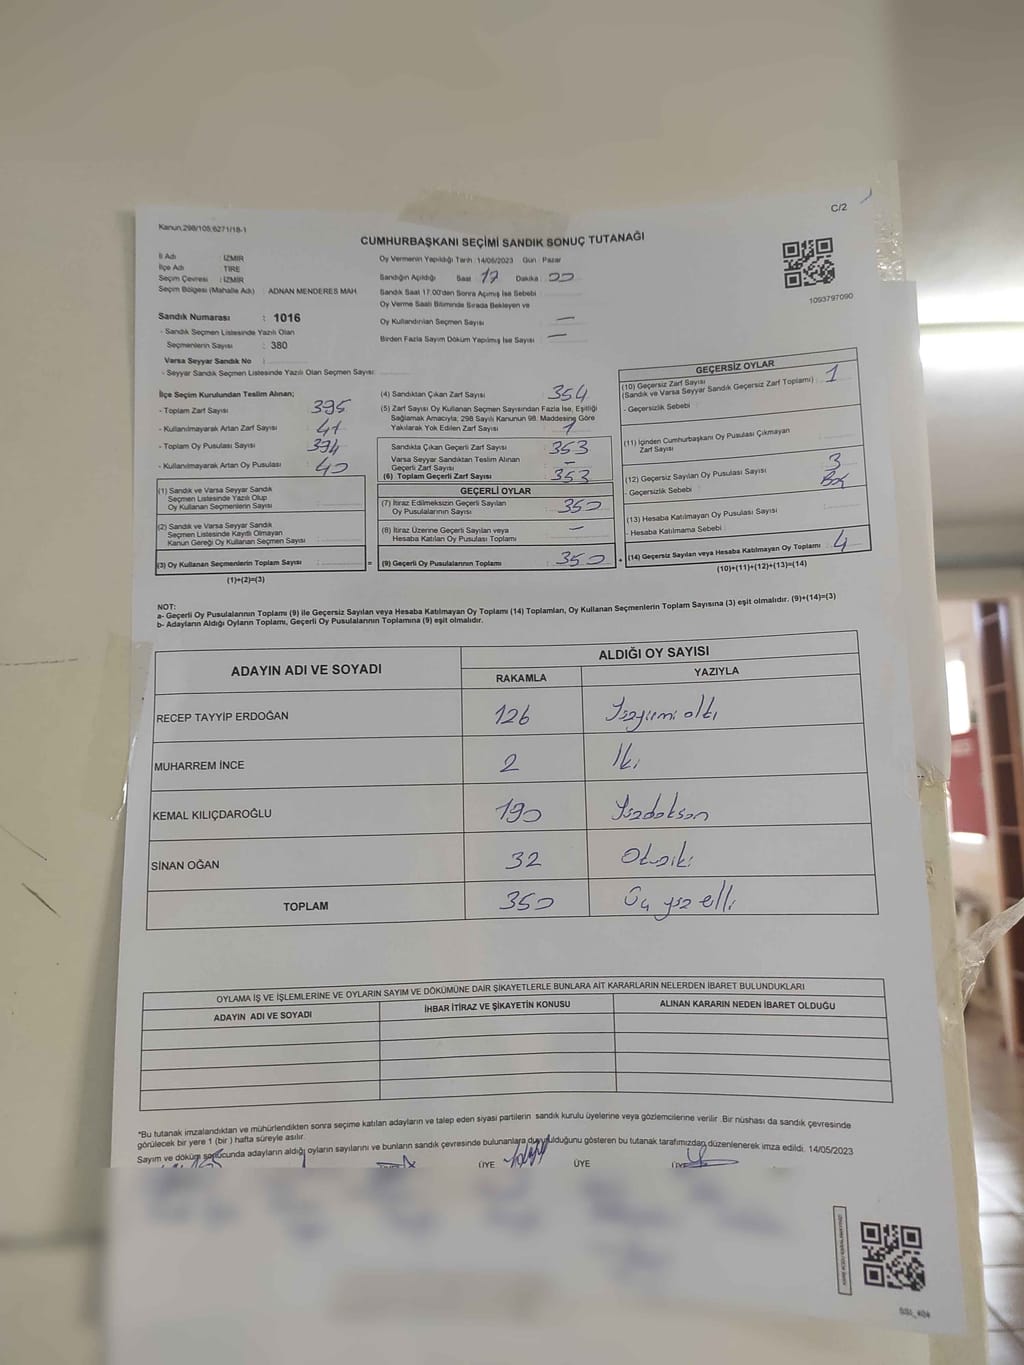 C/2
Kanun:298/105;6271/18-1
CUMHURBAŞKANI SEÇİMİ SANDIK SONUÇ TUTANAĞI
1093797090
İl Adı : İZMİR
İlçe Adı : TİRE
Seçim Çevresi : İZMİR
Seçim Bölgesi (Mahalle Adı) : ADNAN MENDERES MAH.
Sandık Numarası : 1016
- Sandık Seçmen Listesinde Yazılı Olan
Seçmenlerin Sayısı : 380
Varsa Seyyar Sandık No :
- Seyyar Sandık Seçmen Listesinde Yazılı Olan Seçmen Sayısı:
Oy Vermenin Yapıldığı Tarih :14/05/2023 Gün : Pazar
Sandığın Açıldığı Saat : 17 Dakika : 00
Sandık Saat 17.00'den Sonra Açılmış İse Sebebi :
Oy Verme Saati Bitiminde Sırada Bekleyen ve
Oy Kullandırılan Seçmen Sayısı : —
Birden Fazla Sayım Döküm Yapılmış İse Sayısı : —
İlçe Seçim Kurulundan Teslim Alınan;
- Toplam Zarf Sayısı : 395
- Kullanılmayarak Artan Zarf Sayısı : 41
- Toplam Oy Pusulası Sayısı : 394
- Kullanılmayarak Artan Oy Pusulası : 40
(1) Sandık ve Varsa Seyyar Sandık
Seçmen Listesinde Yazılı Olup
Oy Kullanan Seçmenlerin Sayısı :
(2) Sandık ve Varsa Seyyar Sandık
Seçmen Listesinde Kayıtlı Olmayan
Kanun Gereği Oy Kullanan Seçmen Sayısı :
(3) Oy Kullanan Seçmenlerin Toplam Sayısı : =
(1)+(2)=(3)
(4) Sandıktan Çıkan Zarf Sayısı : 354
(5) Zarf Sayısı Oy Kullanan Seçmen Sayısından Fazla İse, Eşitliği
Sağlamak Amacıyla; 298 Sayılı Kanunun 98. Maddesine Göre
Yakılarak Yok Edilen Zarf Sayısı : 1
Sandıkta Çıkan Geçerli Zarf Sayısı : 353
Varsa Seyyar Sandıktan Teslim Alınan
Geçerli Zarf Sayısı : —
(6) Toplam Geçerli Zarf Sayısı : 353
GEÇERLİ OYLAR
(7) İtiraz Edilmeksizin Geçerli Sayılan
Oy Pusulalarının Sayısı : 350
(8) İtiraz Üzerine Geçerli Sayılan veya
Hesaba Katılan Oy Pusulası Toplamı : —
(9) Geçerli Oy Pusulalarının Toplamı : 350 +
GEÇERSİZ OYLAR
(10) Geçersiz Zarf Sayısı
(Sandık ve Varsa Seyyar Sandık Geçersiz Zarf Toplamı) : 1
- Geçersizlik Sebebi :
(11) İçinden Cumhurbaşkanı Oy Pusulası Çıkmayan
Zarf Sayısı :
(12) Geçersiz Sayılan Oy Pusulası Sayısı : 3
- Geçersizlik Sebebi :
(13) Hesaba Katılmayan Oy Pusulası Sayısı :
- Hesaba Katılmama Sebebi :
(14) Geçersiz Sayılan veya Hesaba Katılmayan Oy Toplamı : 4
(10)+(11)+(12)+(13)=(14)
NOT:
a- Geçerli Oy Pusulalarının Toplamı (9) ile Geçersiz Sayılan veya Hesaba Katılmayan Oy Toplamı (14) Toplamları, Oy Kullanan Seçmenlerin Toplam Sayısına (3) eşit olmalıdır. (9)+(14)=(3)
b- Adayların Aldığı Oyların Toplamı, Geçerli Oy Pusulalarının Toplamına (9) eşit olmalıdır.
ADAYIN ADI VE SOYADI
ALDIĞI OY SAYISI
RAKAMLA YAZIYLA
RECEP TAYYİP ERDOĞAN 126 Yüzyirmi altı
MUHARREM İNCE 2 İki
KEMAL KILIÇDAROĞLU 190 Yüzdoksan
SİNAN OĞAN 32 Otuziki
TOPLAM 350 Üç yüz elli
OYLAMA İŞ VE İŞLEMLERİNE VE OYLARIN SAYIM VE DÖKÜMÜNE DAİR ŞİKAYETLERLE BUNLARA AİT KARARLARIN NELERDEN İBARET BULUNDUKLARI
ADAYIN ADI VE SOYADI İHBAR İTİRAZ VE ŞİKAYETİN KONUSU ALINAN KARARIN NEDEN İBARET OLDUĞU
*Bu tutanak imzalandıktan ve mühürlendikten sonra seçime katılan adayların ve talep eden siyasi partilerin sandık kurulu üyelerine veya gözlemcilerine verilir. Bir nüshası da sandık çevresinde
görülecek bir yere 1 (bir) hafta süreyle asılır.
Sayım ve döküm sonucunda adayların aldığı oyların sayılarını ve bunların sandık çevresinde bulunanlara duyulduğunu gösteren bu tutanak tarafımızdan düzenlenerek imza edildi. 14/05/2023
ÜYE ÜYE ÜYE